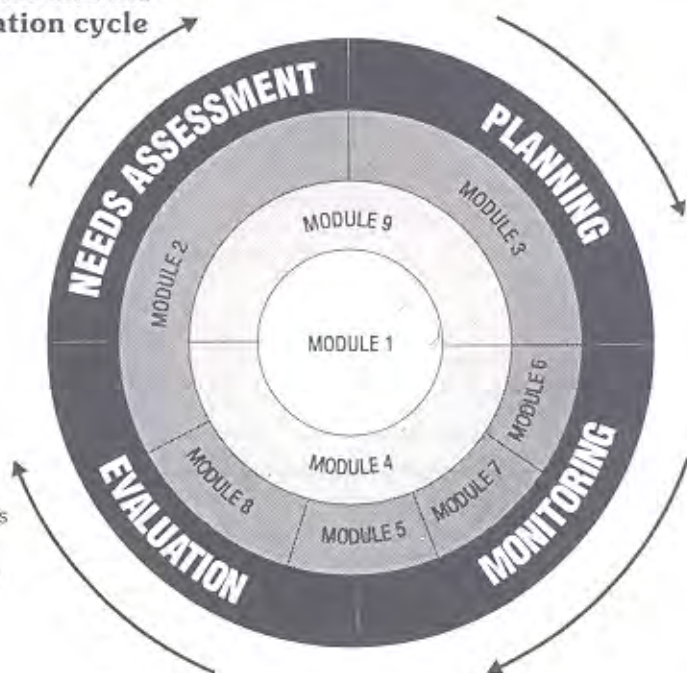 ation cycle
NEEDS ASSESSMENT
PLANNING
MODULE 2
MODULE 3
MODULE 9
MODULE 1
MODULE 6
MODULE 4
MODULE 7
MODULE 8
MODULE 5
EVALUATION
MONITORING
s